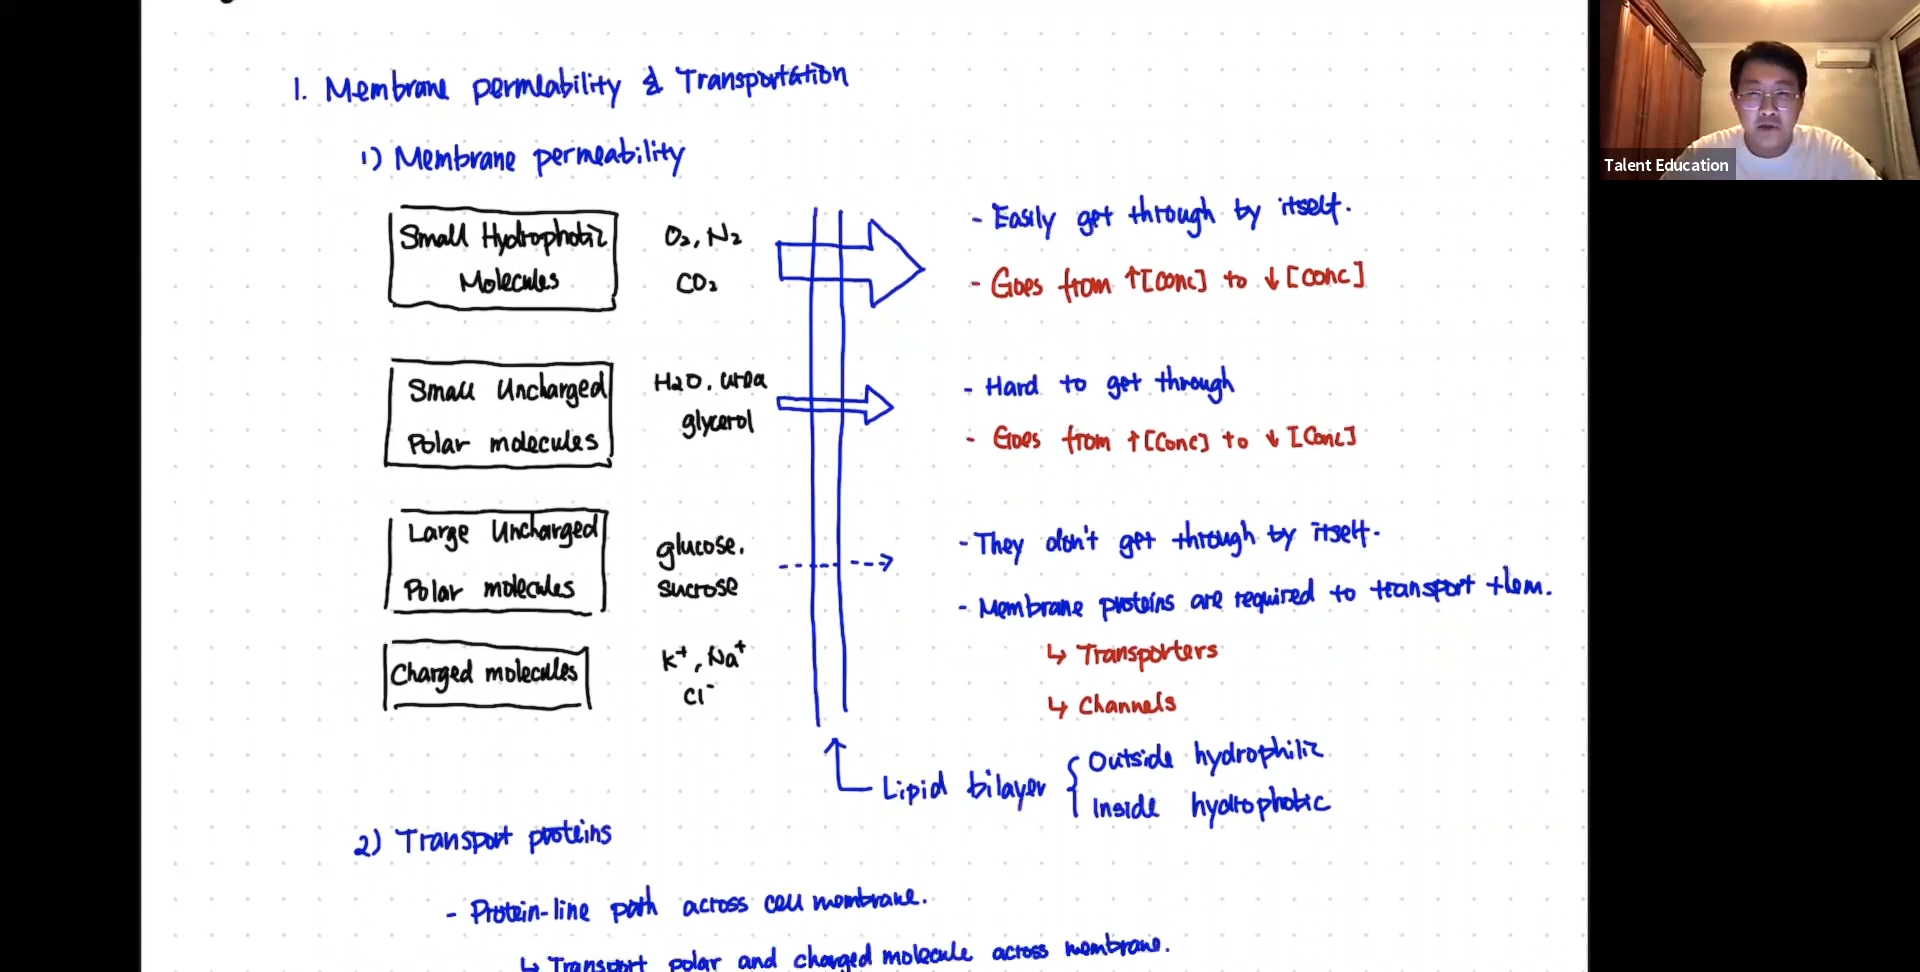 1. Membrane permeability & Transportation
1) Membrane permeability
Small Hydrophobic
Molecules
O2, N2
CO2
- Easily get through by itself.
- Goes from ↑[conc] to ↓[conc]
Small Uncharged
Polar molecules
H2O, urea
glycerol
- Hard to get through
- Goes from ↑[conc] to ↓[conc]
Large Uncharged
Polar molecules
glucose.
sucrose
- They don't get through by itself.
- Membrane proteins are required to transport them.
↳ Transporters
↳ Channels
Charged molecules
K+, Na+
Cl-
Lipid bilayer { Outside hydrophilic
Inside hydrophobic
2) Transport proteins
- Protein-line path across cell membrane.
↳ Transport polar and charged molecule across membrane.
Talent Education